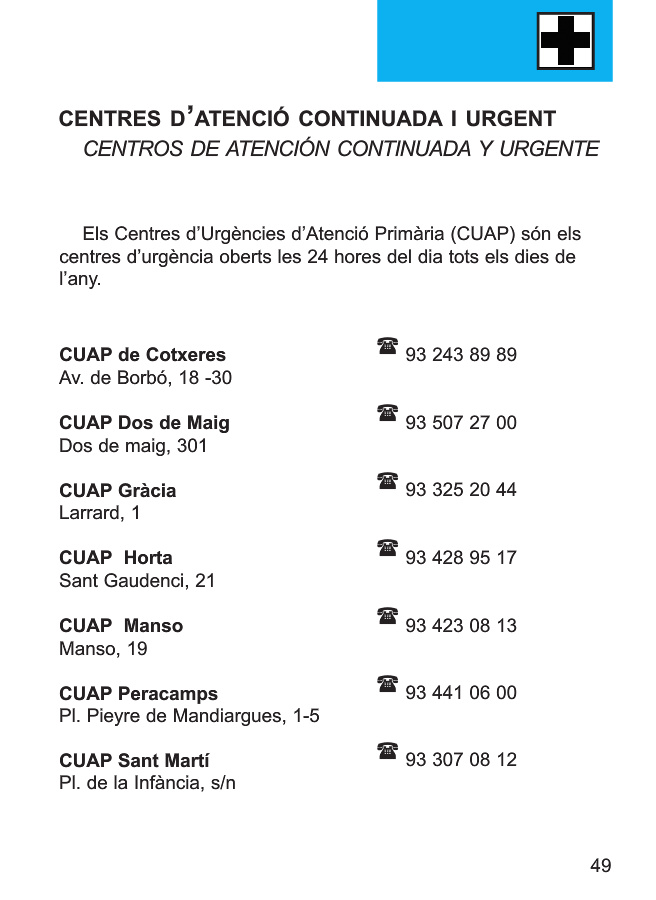 CENTRES D’ATENCIÓ CONTINUADA I URGENT
CENTROS DE ATENCIÓN CONTINUADA Y URGENTE
Els Centres d’Urgències d’Atenció Primària (CUAP) són els
centres d’urgència oberts les 24 hores del dia tots els dies de
l’any.
CUAP de Cotxeres ☎ 93 243 89 89
Av. de Borbó, 18 -30
CUAP Dos de Maig ☎ 93 507 27 00
Dos de maig, 301
CUAP Gràcia ☎ 93 325 20 44
Larrard, 1
CUAP  Horta ☎ 93 428 95 17
Sant Gaudenci, 21
CUAP  Manso ☎ 93 423 08 13
Manso, 19
CUAP Peracamps ☎ 93 441 06 00
Pl. Pieyre de Mandiargues, 1-5
CUAP Sant Martí ☎ 93 307 08 12
Pl. de la Infància, s/n
49